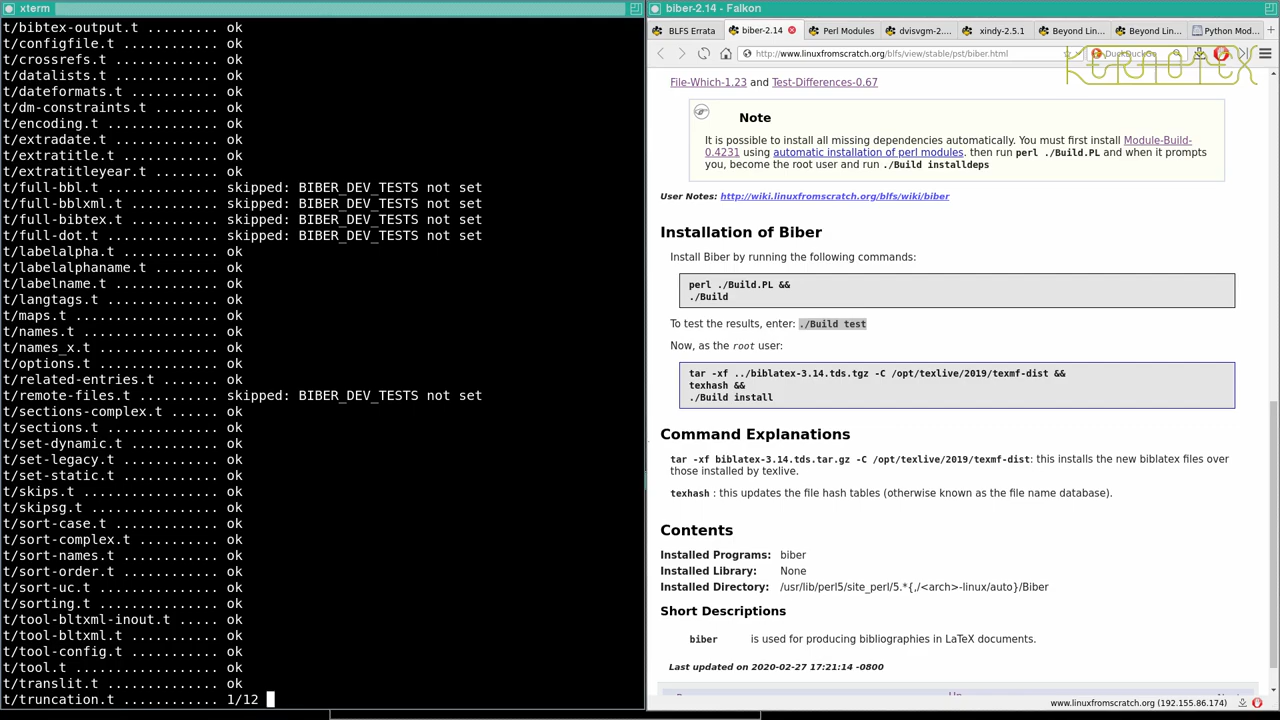 xterm
t/bibtex-output.t ......... ok
t/configfile.t ............ ok
t/crossrefs.t ............. ok
t/datalists.t ............. ok
t/dateformats.t ........... ok
t/dm-constraints.t ........ ok
t/encoding.t .............. ok
t/extradate.t ............. ok
t/extratitle.t ............ ok
t/extratitleyear.t ........ ok
t/full-bbl.t .............. skipped: BIBER_DEV_TESTS not set
t/full-bblxml.t ........... skipped: BIBER_DEV_TESTS not set
t/full-bibtex.t ........... skipped: BIBER_DEV_TESTS not set
t/full-dot.t .............. skipped: BIBER_DEV_TESTS not set
t/labelalpha.t ............ ok
t/labelalphaname.t ........ ok
t/labelname.t ............. ok
t/langtags.t .............. ok
t/maps.t .................. ok
t/names.t ................. ok
t/names_x.t ............... ok
t/options.t ............... ok
t/related-entries.t ....... ok
t/remote-files.t .......... skipped: BIBER_DEV_TESTS not set
t/sections-complex.t ...... ok
t/sections.t .............. ok
t/set-dynamic.t ........... ok
t/set-legacy.t ............ ok
t/set-static.t ............ ok
t/skips.t ................. ok
t/skipsg.t ................ ok
t/sort-case.t ............. ok
t/sort-complex.t .......... ok
t/sort-names.t ............ ok
t/sort-order.t ............ ok
t/sort-uc.t ............... ok
t/sorting.t ............... ok
t/tool-bltxml-inout.t ..... ok
t/tool-bltxml.t ........... ok
t/tool-config.t ........... ok
t/tool.t .................. ok
t/translit.t .............. ok
t/truncation.t ............ 1/12
biber-2.14 - Falkon
BLFS Errata biber-2.14 Perl Modules dvisvgm-2.... xindy-2.5.1 Beyond Lin... Beyond Lin... Python Mod...
http://www.linuxfromscratch.org/blfs/view/stable/pst/biber.html DuckDuckGo
KERNOTEX
File-Which-1.23 and Test-Differences-0.67
Note
It is possible to install all missing dependencies automatically. You must first install Module-Build-
0.4231 using automatic installation of perl modules. then run perl ./Build.PL and when it prompts
you, become the root user and run ./Build installdeps
User Notes: http://wiki.linuxfromscratch.org/blfs/wiki/biber
Installation of Biber
Install Biber by running the following commands:
perl ./Build.PL &&
./Build
To test the results, enter: ./Build test
Now, as the root user:
tar -xf ../biblatex-3.14.tds.tgz -C /opt/texlive/2019/texmf-dist &&
texhash &&
./Build install
Command Explanations
tar -xf biblatex-3.14.tds.tar.gz -C /opt/texlive/2019/texmf-dist: this installs the new biblatex files over
those installed by texlive.
texhash : this updates the file hash tables (otherwise known as the file name database).
Contents
Installed Programs: biber
Installed Library: None
Installed Directory: /usr/lib/perl5/site_perl/5.*{,/<arch>-linux/auto}/Biber
Short Descriptions
biber is used for producing bibliographies in LaTeX documents.
Last updated on 2020-02-27 17:21:14 -0800
www.linuxfromscratch.org (192.155.86.174)